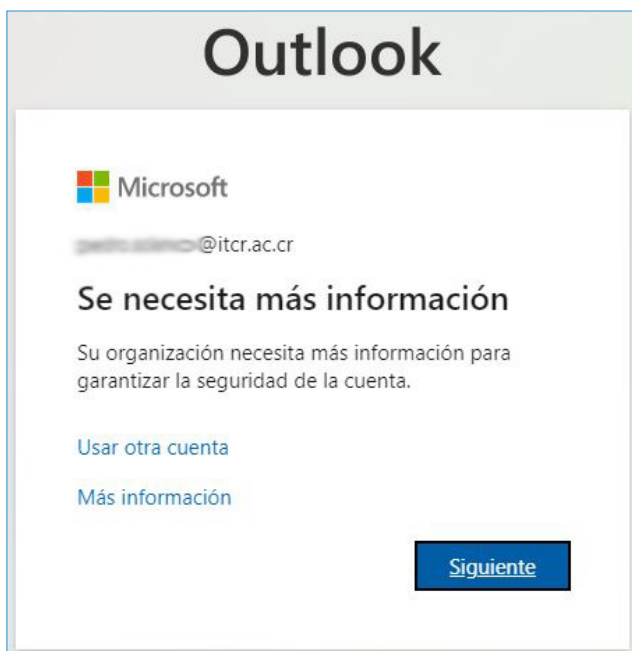 Outlook
Microsoft
@itcr.ac.cr
Se necesita más información
Su organización necesita más información para
garantizar la seguridad de la cuenta.
Usar otra cuenta
Más información
Siguiente